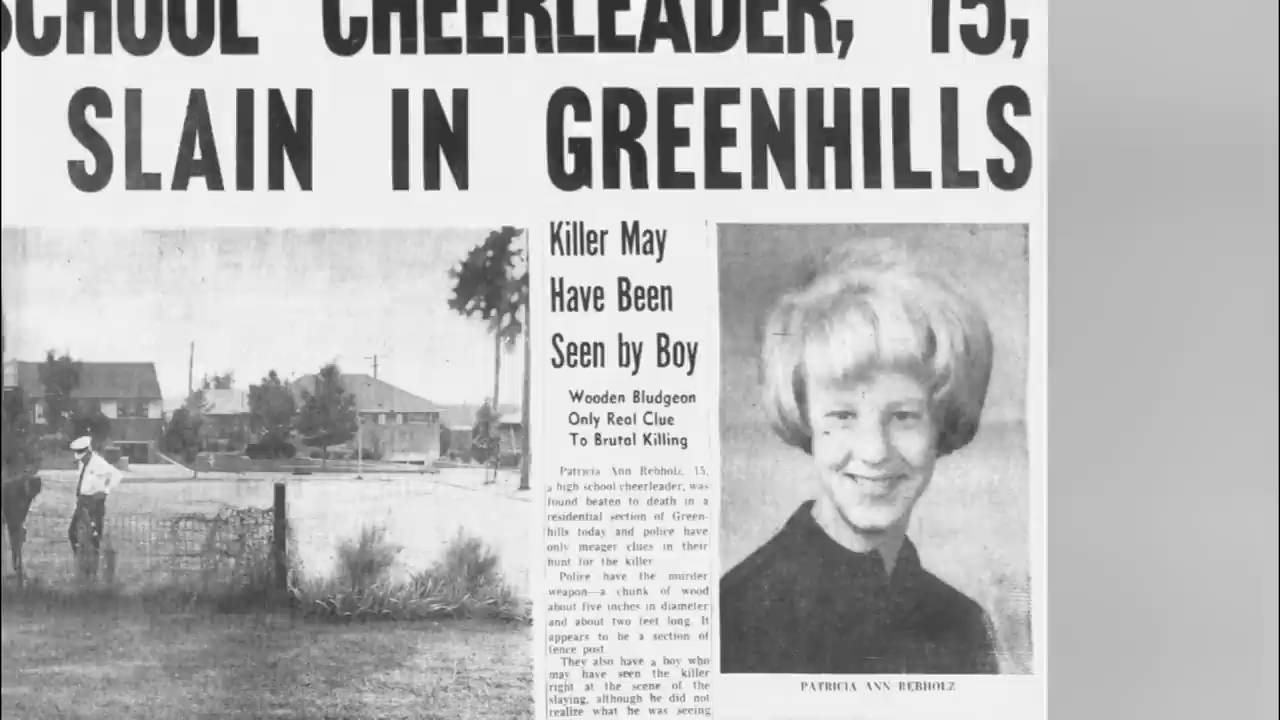 SCHOOL CHEERLEADER, 15,
SLAIN IN GREENHILLS
Killer May
Have Been
Seen by Boy
Wooden Bludgeon
Only Real Clue
To Brutal Killing
Patricia Ann Rebholz, 15,
a high school cheerleader, was
found beaten to death in a
residential section of Green-
hills today and police have
only meager clues in their
hunt for the killer.
Police have the murder
weapon—a chunk of wood
about five inches in diameter
and about two feet long. It
appears to be a section of
fence post.
They also have a boy who
may have seen the killer
right at the scene of the
slaying, although he did not
realize what he was seeing
PATRICIA ANN REBHOLZ